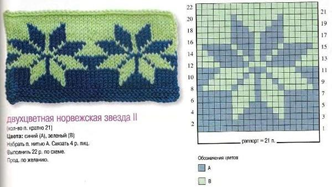 двухцветная норвежская звезда II
(кол-во п. кратно 21)
Цвета: синий (А), зеленый (В)
Набрать п. нитью А. Связать 4 р. лиц.
Выполнить 22 р. по схеме.
Прод. по желанию.
22
20
18
16
14
12
10
8
6
4
2
21
19
17
15
13
11
9
7
5
3
1
раппорт = 21 п.
Обозначения цветов
A
B